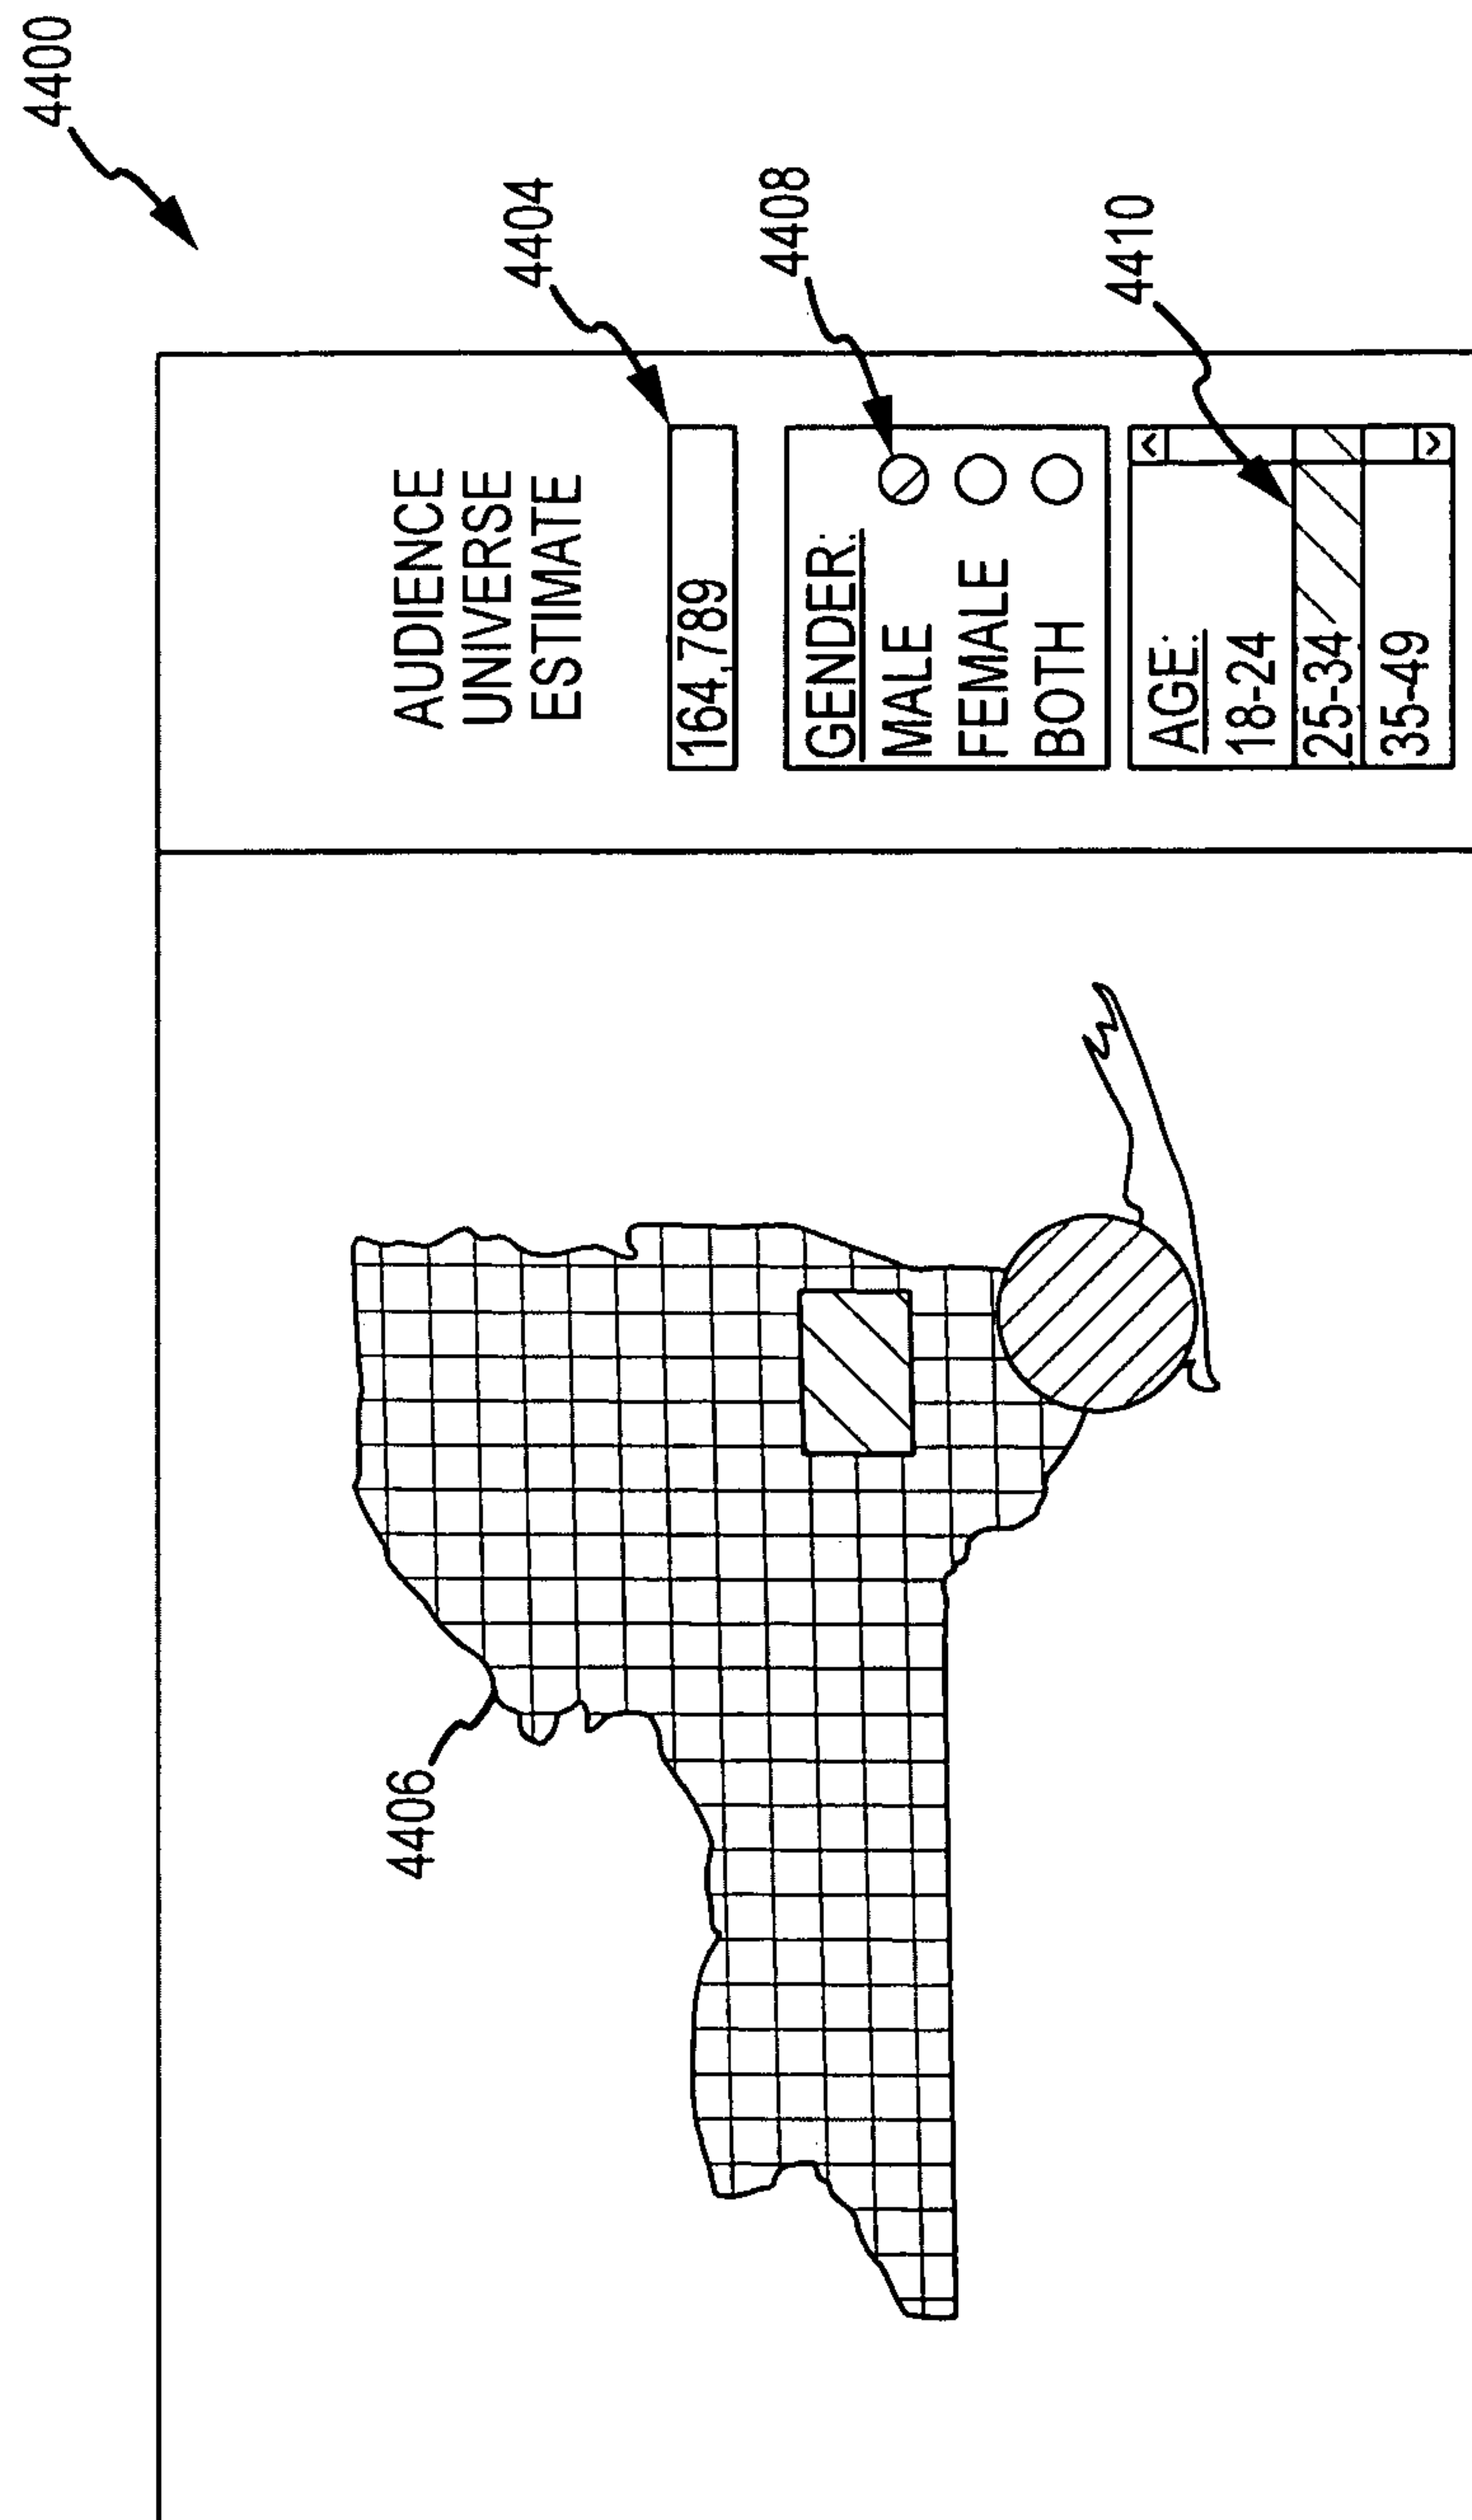 4400
AUDIENCE
UNIVERSE
ESTIMATE
4404
164,789
4408
GENDER:
MALE
FEMALE
BOTH
4410
AGE:
18-24
25-34
35-49
4406